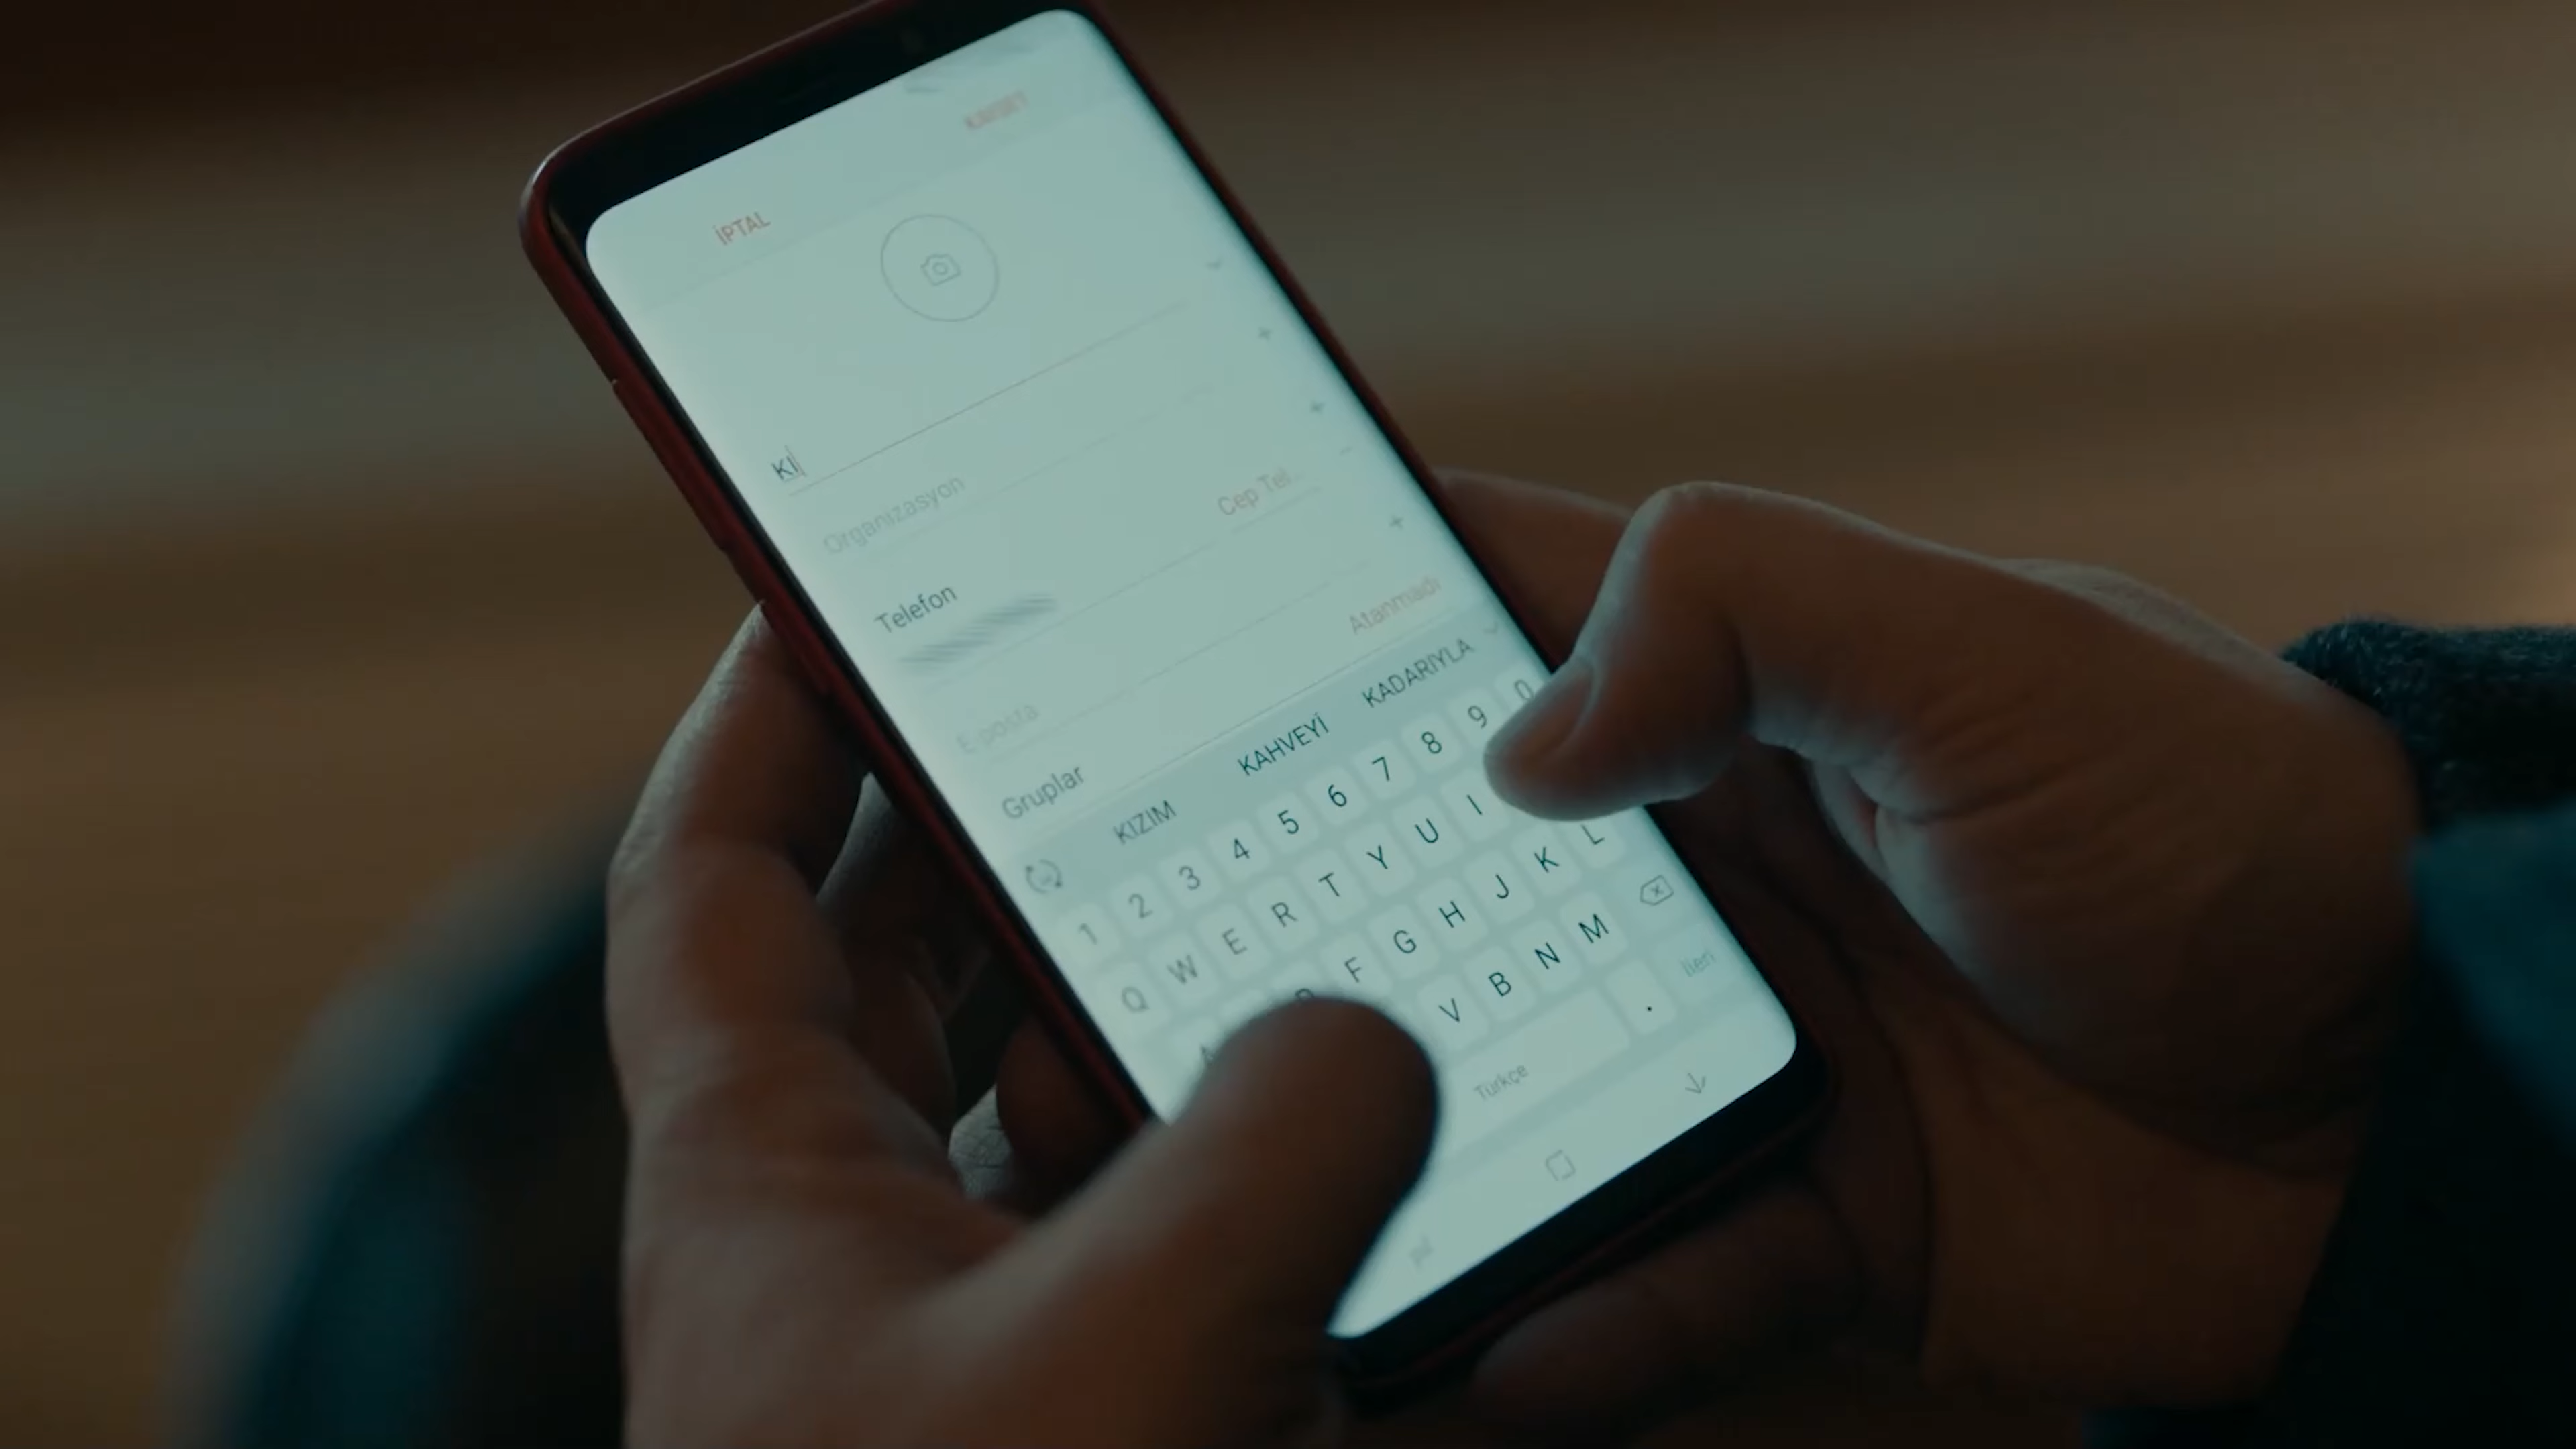 İPTAL KAYDET
KI
Organizasyon
Telefon
Cep Tel.
E-posta
Gruplar Atanmadı
KIZIM KAHVEYİ KADARIYLA
1 2 3 4 5 6 7 8 9 0
Q W E R T Y U I
A D F G H J K L
V B N M
Türkçe . İleri